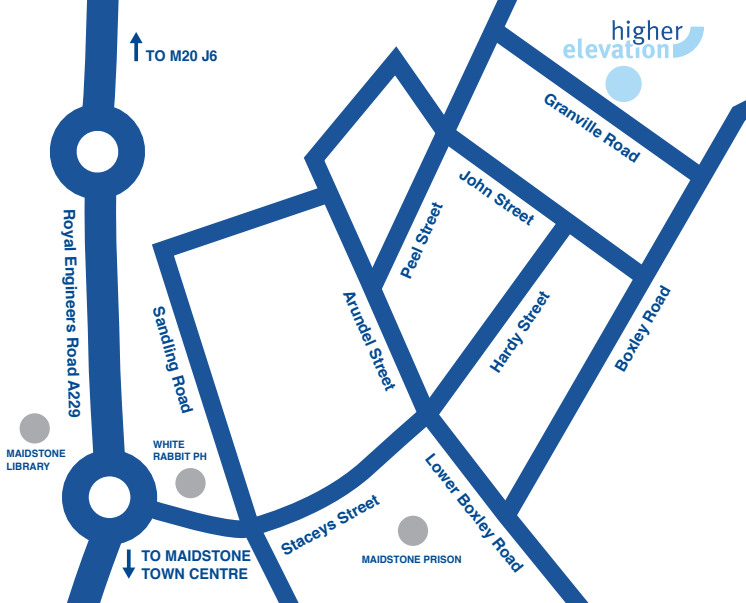 higher
elevation
TO M20 J6
Granville Road
John Street
Peel Street
Royal Engineers Road A229
Arundel Street
Hardy Street
Boxley Road
Sandling Road
WHITE
RABBIT PH
MAIDSTONE
LIBRARY
Staceys Street
Lower Boxley Road
MAIDSTONE PRISON
TO MAIDSTONE
TOWN CENTRE